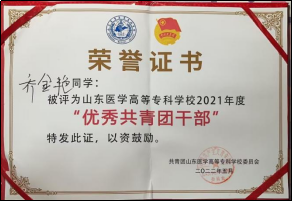 荣誉证书
乔金艳同学：
被评为山东医学高等专科学校2021年度
“优秀共青团干部”
特发此证，以资鼓励。
共青团山东医学高等专科学校委员会
二〇二二年五月